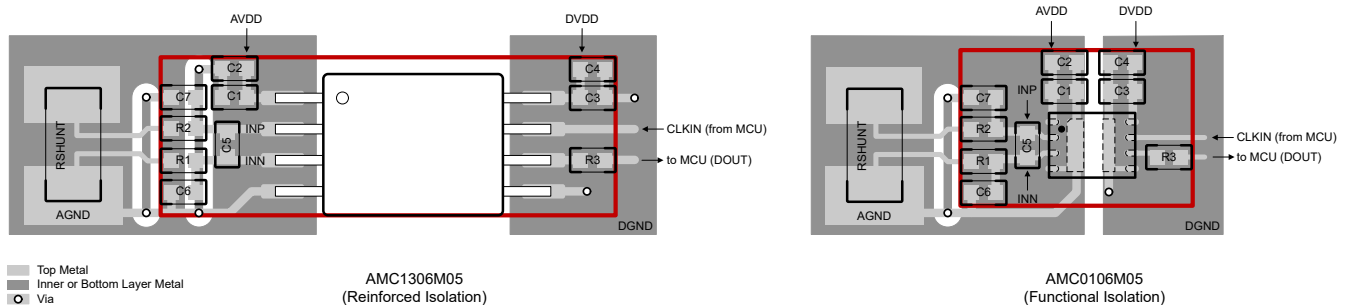 AVDD
DVDD
C2
C4
C7
C1
C3
R2
INP
CLKIN (from MCU)
RSHUNT
C5
R1
INN
R3
to MCU (DOUT)
C6
AGND
DGND
AMC1306M05
(Reinforced Isolation)
AVDD
DVDD
C2
C4
C7
C1
C3
INP
R2
CLKIN (from MCU)
RSHUNT
C5
R1
R3
to MCU (DOUT)
C6
INN
AGND
DGND
AMC0106M05
(Functional Isolation)
Top Metal
Inner or Bottom Layer Metal
Via